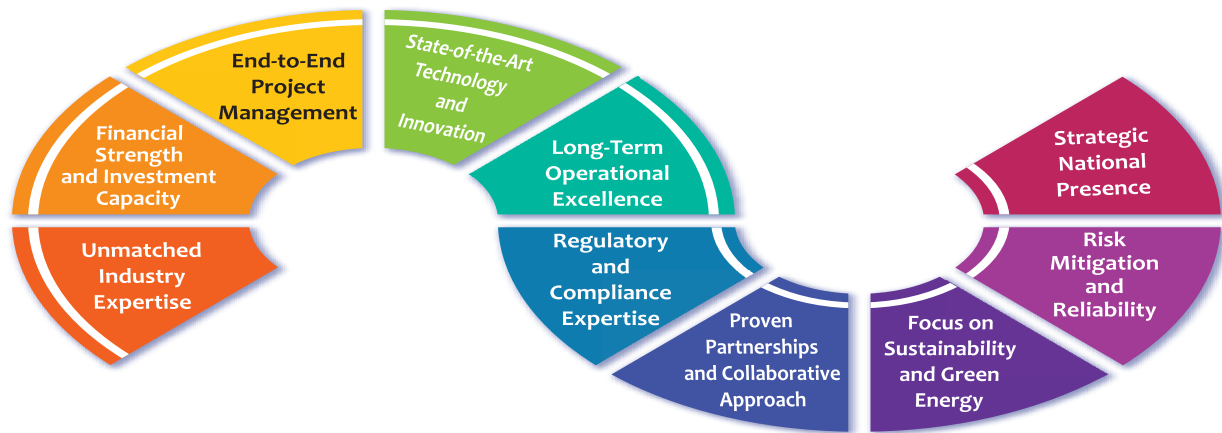 Unmatched
Industry
Expertise
Financial
Strength
and Investment
Capacity
End-to-End
Project
Management
State-of-the-Art
Technology
and
Innovation
Long-Term
Operational
Excellence
Regulatory
and
Compliance
Expertise
Proven
Partnerships
and Collaborative
Approach
Focus on
Sustainability
and Green
Energy
Risk
Mitigation
and
Reliability
Strategic
National
Presence